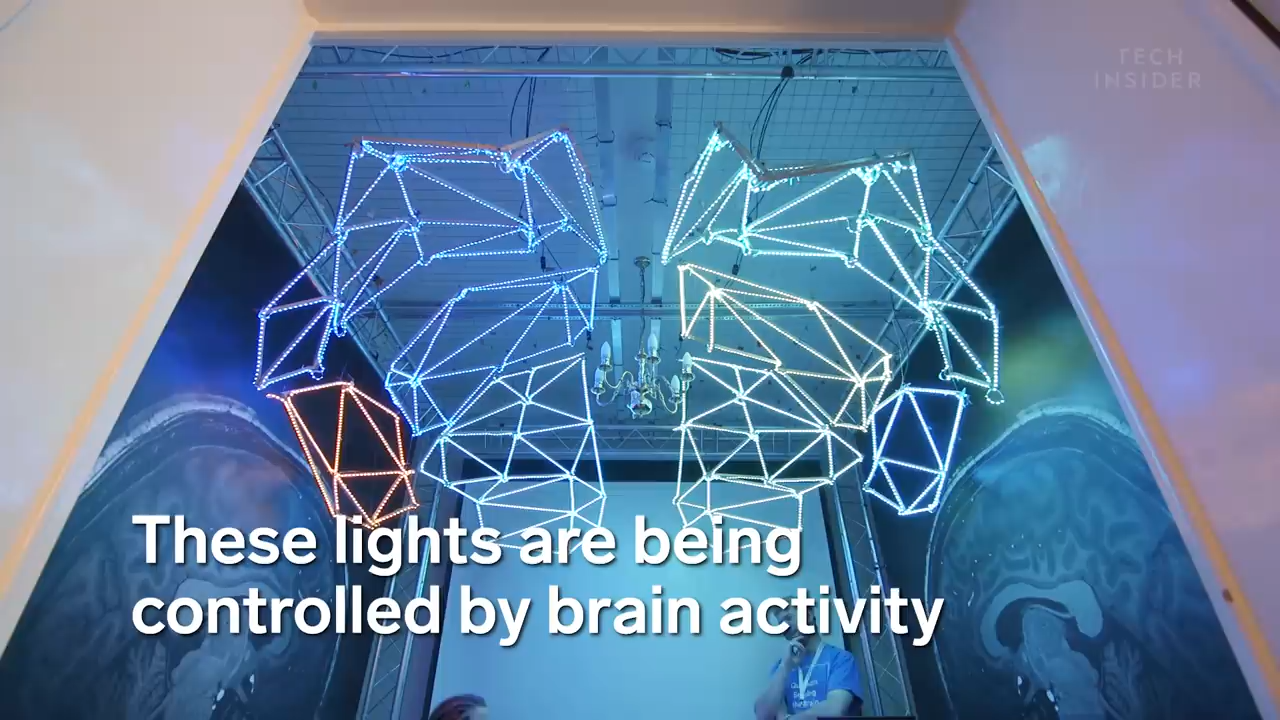 TECH
INSIDER
These lights are being
controlled by brain activity